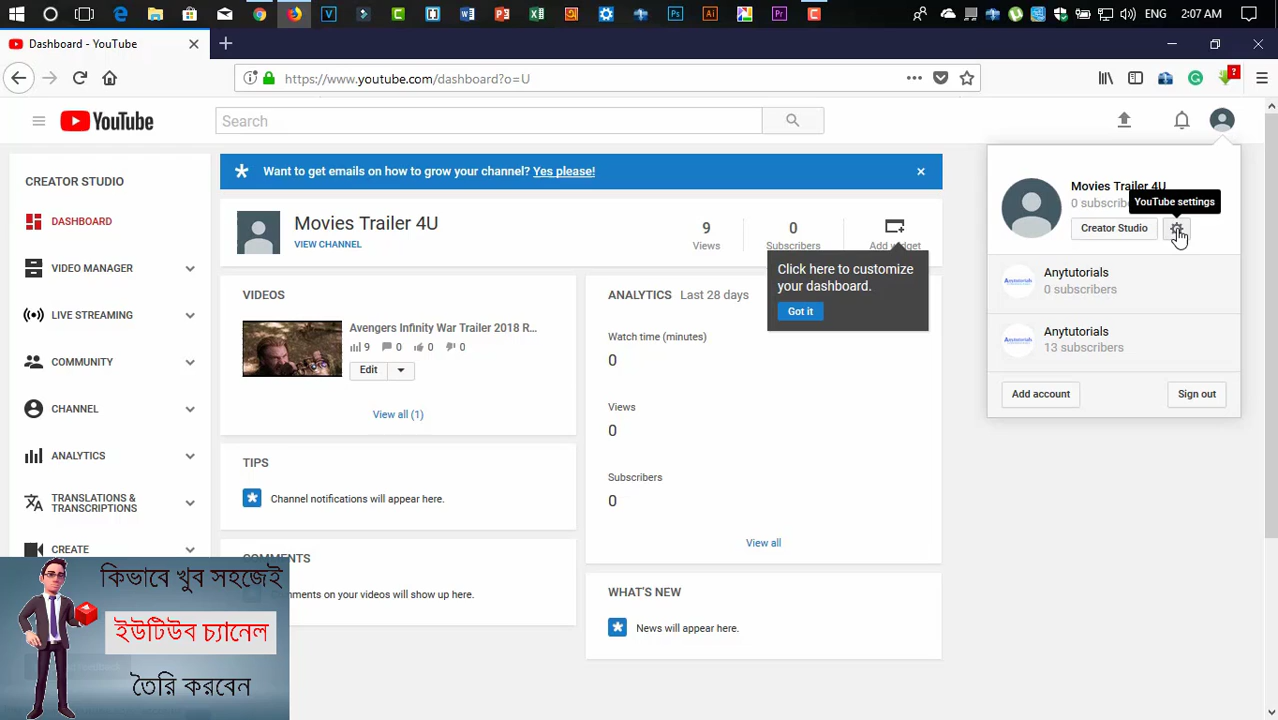 ENG
2:07 AM
Dashboard - YouTube
https://www.youtube.com/dashboard?o=U
YouTube
Search
CREATOR STUDIO
DASHBOARD
VIDEO MANAGER
LIVE STREAMING
COMMUNITY
CHANNEL
ANALYTICS
TRANSLATIONS &
TRANSCRIPTIONS
CREATE
Want to get emails on how to grow your channel? Yes please!
Movies Trailer 4U
VIEW CHANNEL
9
Views
0
Subscribers
Add widget
Click here to customize
your dashboard.
Got it
VIDEOS
Avengers Infinity War Trailer 2018 R...
9 0 0 0
Edit
View all (1)
TIPS
Channel notifications will appear here.
COMMENTS
on your videos will show up here.
ANALYTICS Last 28 days
Watch time (minutes)
0
Views
0
Subscribers
0
View all
WHAT'S NEW
News will appear here.
Movies Trailer 4U
0
YouTube settings
Creator Studio
Anytutorials
0 subscribers
Anytutorials
13 subscribers
Add account
Sign out
কিভাবে খুব সহজেই
ইউটিউব চ্যানেল
তৈরি করবেন